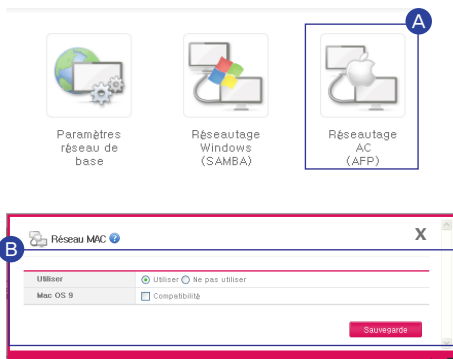 A
Paramètres
réseau de
base
Réseautage
Windows
(SAMBA)
Réseautage
AC
(AFP)
B
Réseau MAC ?
X
Utiliser
Utiliser Ne pas utiliser
Mac OS 9
Compatibilité
Sauvegarde